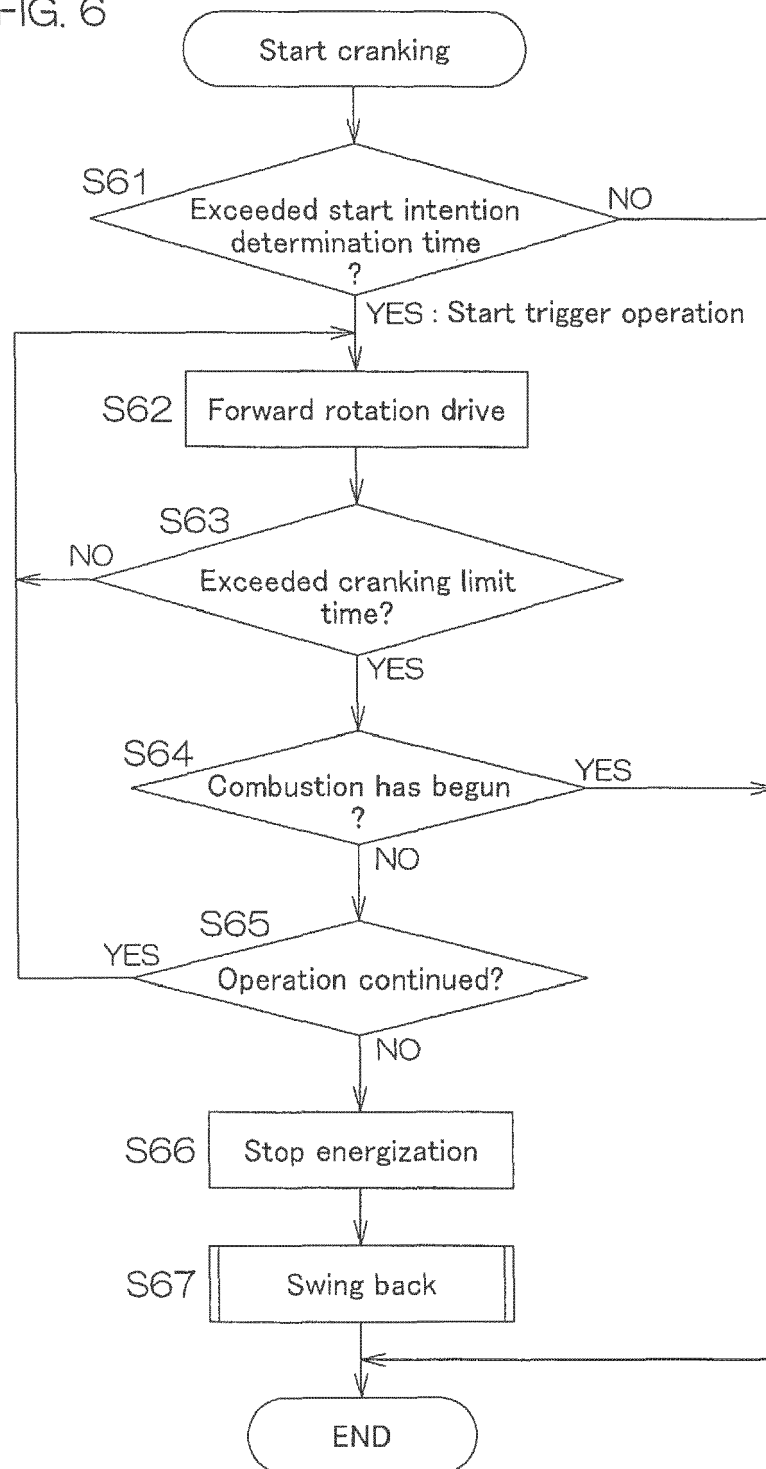 FIG. 6
Start cranking
S61
Exceeded start intention
determination time
?
NO
YES : Start trigger operation
S62
Forward rotation drive
S63
NO
Exceeded cranking limit
time?
YES
S64
Combustion has begun
?
YES
NO
S65
YES
Operation continued?
NO
S66
Stop energization
S67
Swing back
END